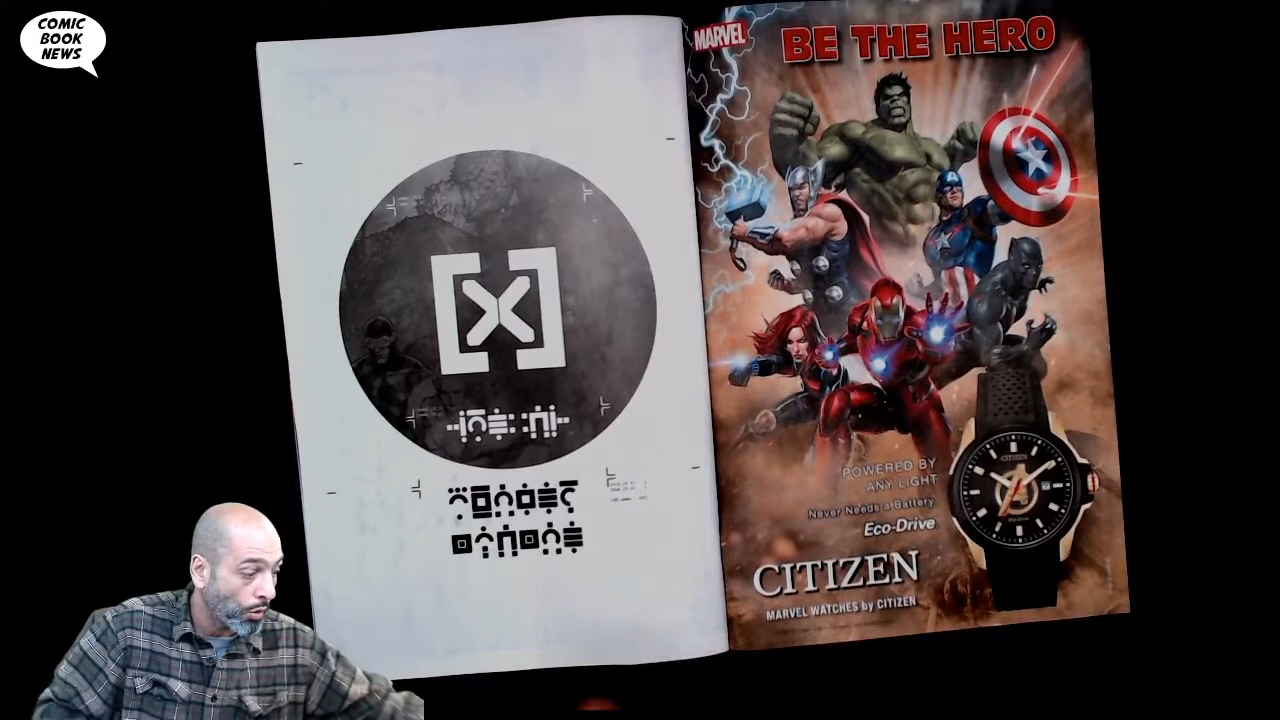 COMIC
BOOK
NEWS
MARVEL
BE THE HERO
[X]
POWERED BY
ANY LIGHT
Never Needs a Battery
Eco-Drive
CITIZEN
MARVEL WATCHES by CITIZEN
CITIZEN